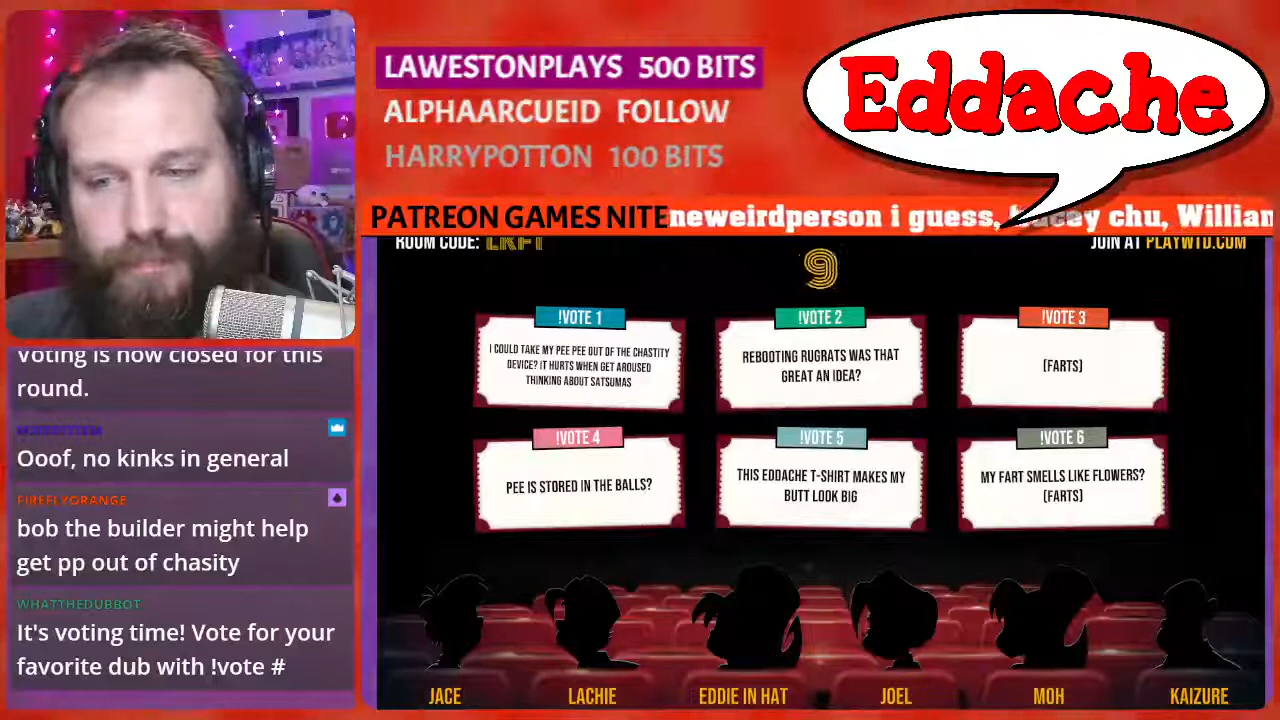 LAWESTONPLAYS 500 BITS
ALPHAARCUEID FOLLOW
HARRYPOTTON 100 BITS
Eddache
PATREON GAMES NITE
neweirdperson i guess, chu, William
ROOM CODE:
JOIN AT PLAYWTD.COM
9
!VOTE 1
I COULD TAKE MY PEE PEE OUT OF THE CHASTITY
DEVICE? IT HURTS WHEN GET AROUSED
THINKING ABOUT SATSUMAS
!VOTE 2
REBOOTING RUGRATS WAS THAT
GREAT AN IDEA?
!VOTE 3
(FARTS)
!VOTE 4
PEE IS STORED IN THE BALLS?
!VOTE 5
THIS EDDACHE T-SHIRT MAKES MY
BUTT LOOK BIG
!VOTE 6
MY FART SMELLS LIKE FLOWERS?
(FARTS)
JACE
LACHIE
EDDIE IN HAT
JOEL
MOH
KAIZURE
Voting is now closed for this
round.
Ooof, no kinks in general
FIREFLYORANGE
bob the builder might help
get pp out of chasity
WHATTHEDUBBOT
It's voting time! Vote for your
favorite dub with !vote #